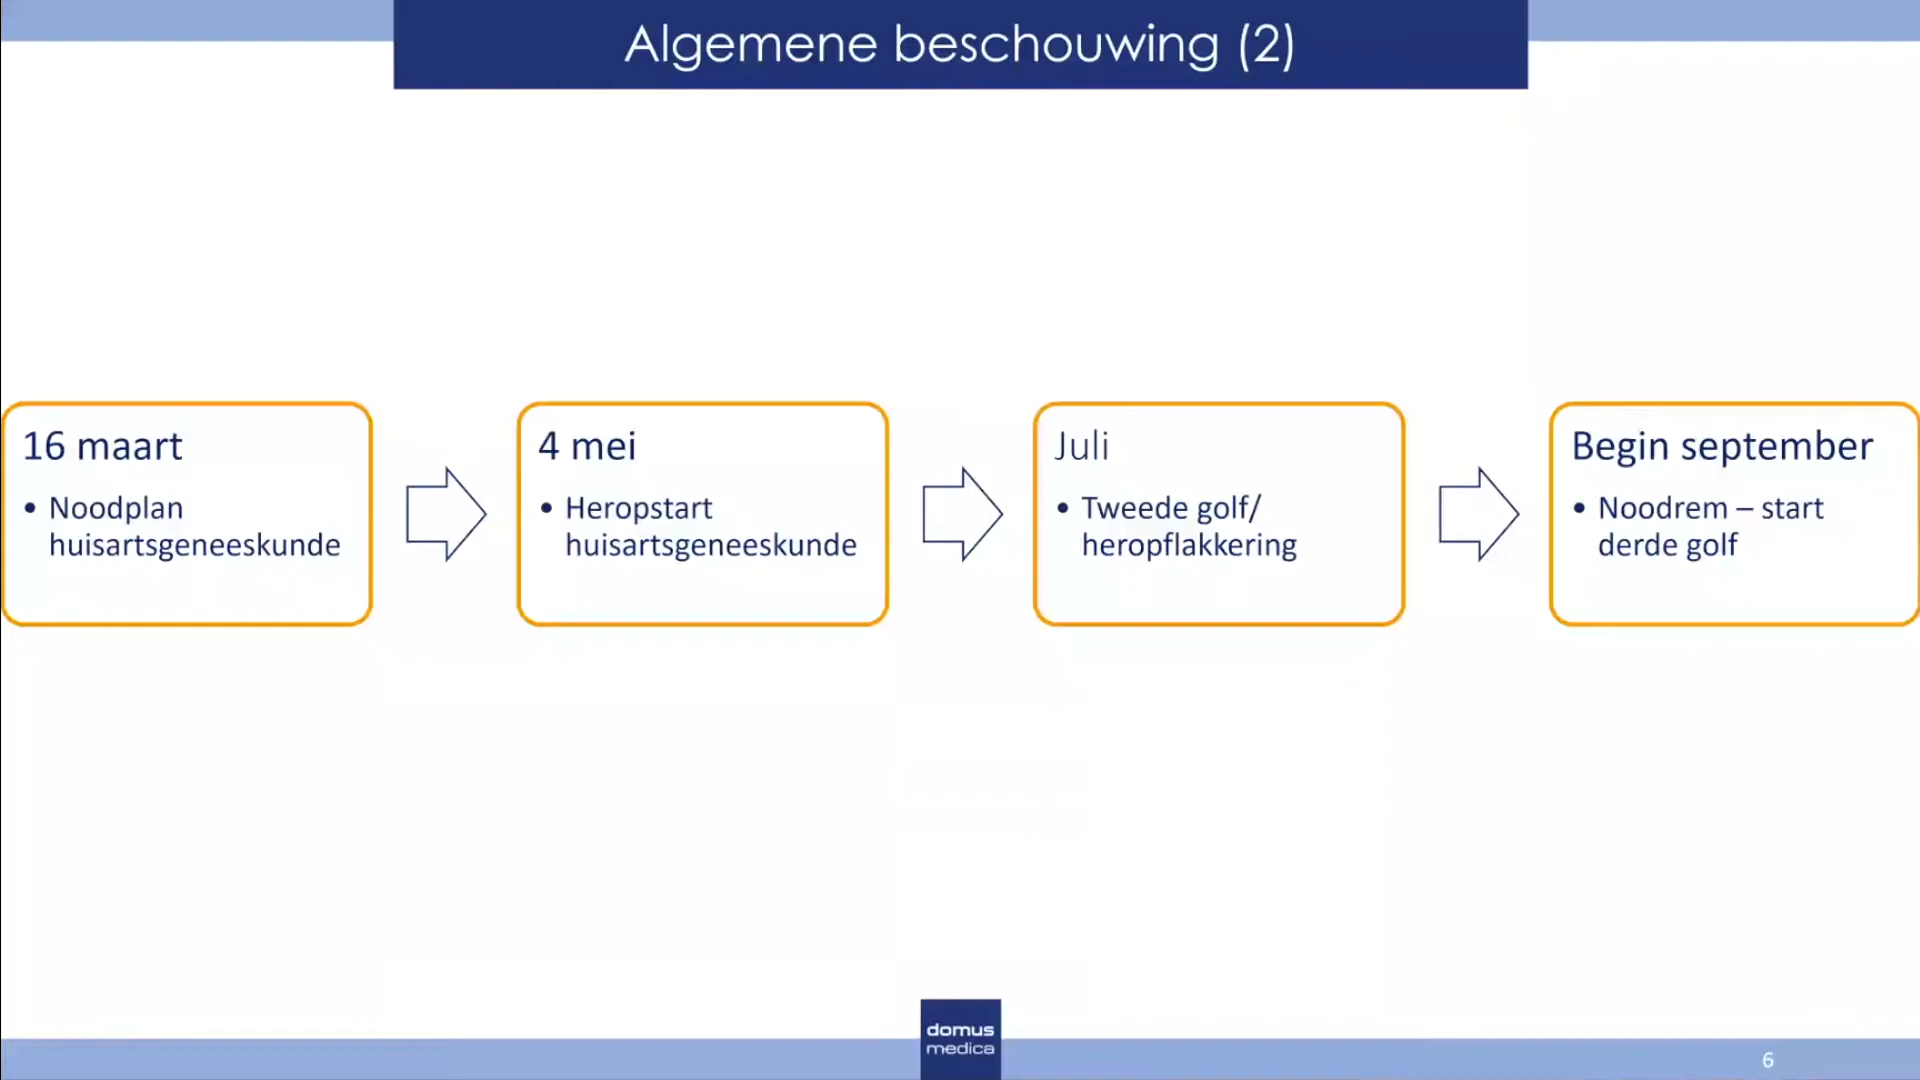 Algemene beschouwing (2)
16 maart
• Noodplan
huisartsgeneeskunde
4 mei
• Heropstart
huisartsgeneeskunde
Juli
• Tweede golf/
heropflakkering
Begin september
• Noodrem – start
derde golf
domus
medica
6